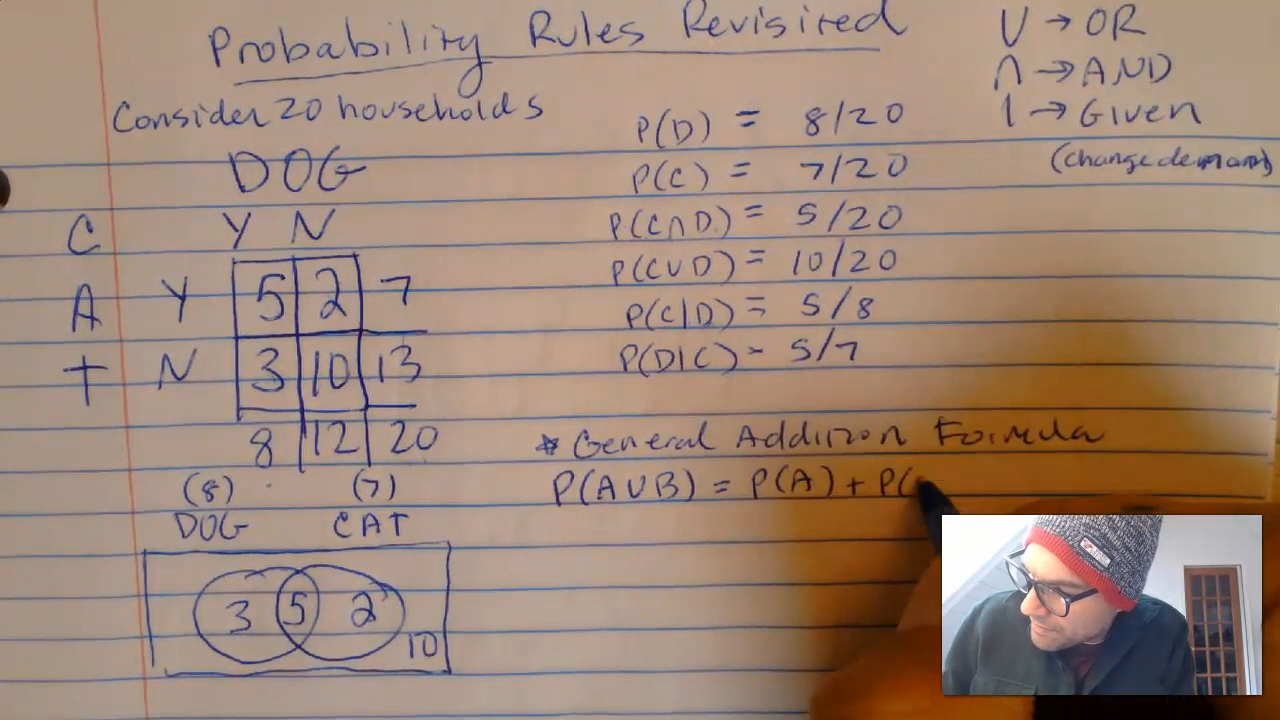 Probability Rules Revisited
U → OR
∩ → AND
| → Given
(change denom)
Consider 20 households
DOG
Y N
CAT
Y 5 2 7
N 3 10 13
8 12 20
(8) (7)
DOG CAT
3 5 2
10
P(D) = 8/20
P(C) = 7/20
P(C∩D) = 5/20
P(C∪D) = 10/20
P(C|D) = 5/8
P(D|C) = 5/7
* General Addition Formula
P(A∪B) = P(A) + P(